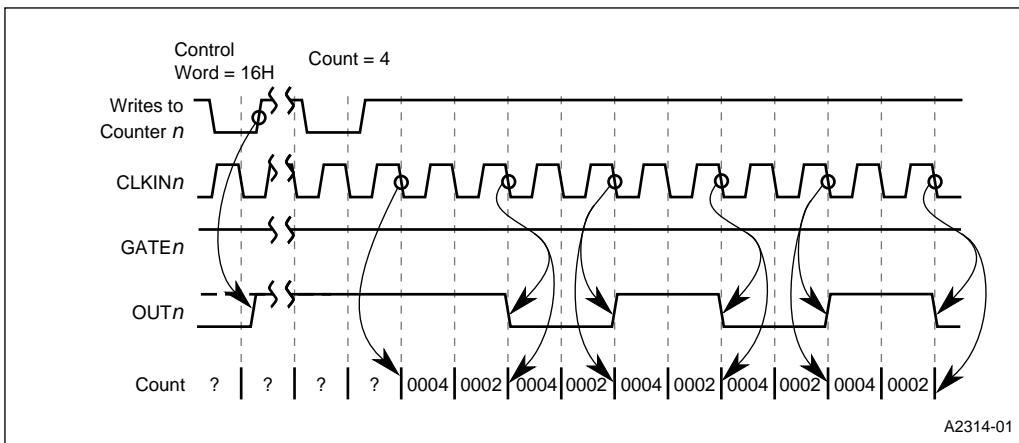 Control
Word = 16H
Count = 4
Writes to
Counter n
CLKINn
GATEn
OUTn
Count ? ? ? ? 0004 0002 0004 0002 0004 0002 0004 0002 0004 0002
A2314-01